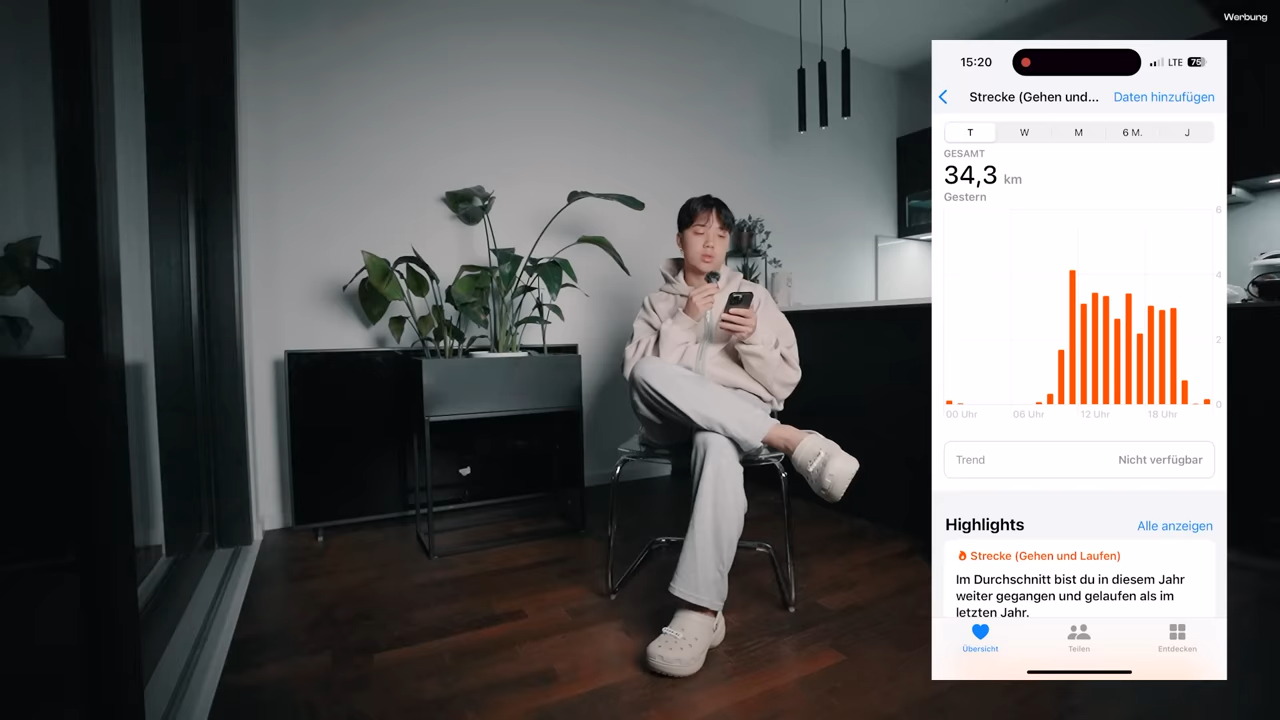 Werbung
15:20
LTE 75
Strecke (Gehen und... Daten hinzufügen
T W M 6 M. J
GESAMT
34,3 km
Gestern
6
4
2
0
00 Uhr 06 Uhr 12 Uhr 18 Uhr
Trend Nicht verfügbar
Highlights Alle anzeigen
Strecke (Gehen und Laufen)
Im Durchschnitt bist du in diesem Jahr
weiter gegangen und gelaufen als im
letzten Jahr.
Übersicht Teilen Entdecken